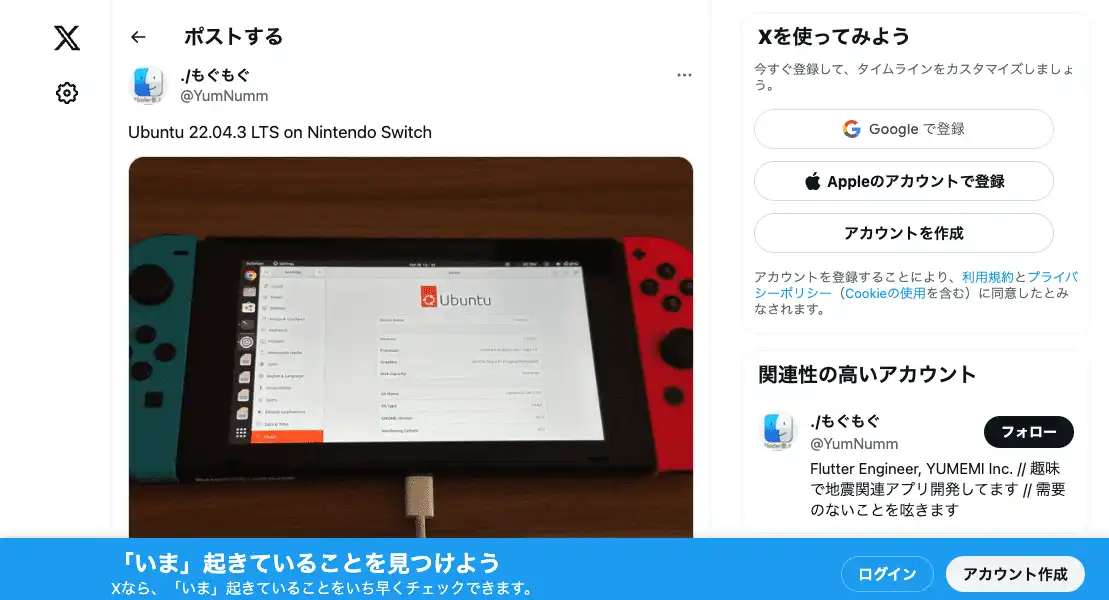 ポストする
./もぐもぐ
@YumNumm
Ubuntu 22.04.3 LTS on Nintendo Switch
Ubuntu
Xを使ってみよう
今すぐ登録して、タイムラインをカスタマイズしましょ
う。
Google で登録
Appleのアカウントで登録
アカウントを作成
アカウントを登録することにより、利用規約とプライバ
シーポリシー（Cookieの使用を含む）に同意したとみ
なされます。
関連性の高いアカウント
./もぐもぐ
@YumNumm
フォロー
Flutter Engineer, YUMEMI Inc. // 趣味
で地震関連アプリ開発してます // 需要
のないことを呟きます
「いま」起きていることを見つけよう
Xなら、「いま」起きていることをいち早くチェックできます。
ログイン
アカウント作成